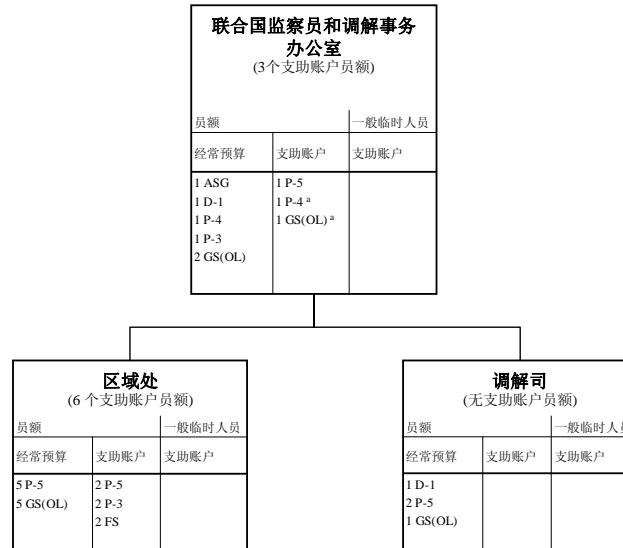 联合国监察员和调解事务
办公室
(3个支助账户员额)
员额 一般临时人员
经常预算 支助账户 支助账户
1 ASG 1 P-5
1 D-1 1 P-4 ª
1 P-4 1 GS(OL) ª
1 P-3
2 GS(OL)
区域处
(6 个支助账户员额)
员额 一般临时人员
经常预算 支助账户 支助账户
5 P-5 2 P-5
5 GS(OL) 2 P-3
2 FS
调解司
(无支助账户员额)
员额 一般临时人员
经常预算 支助账户 支助账户
1 D-1
2 P-5
1 GS(OL)